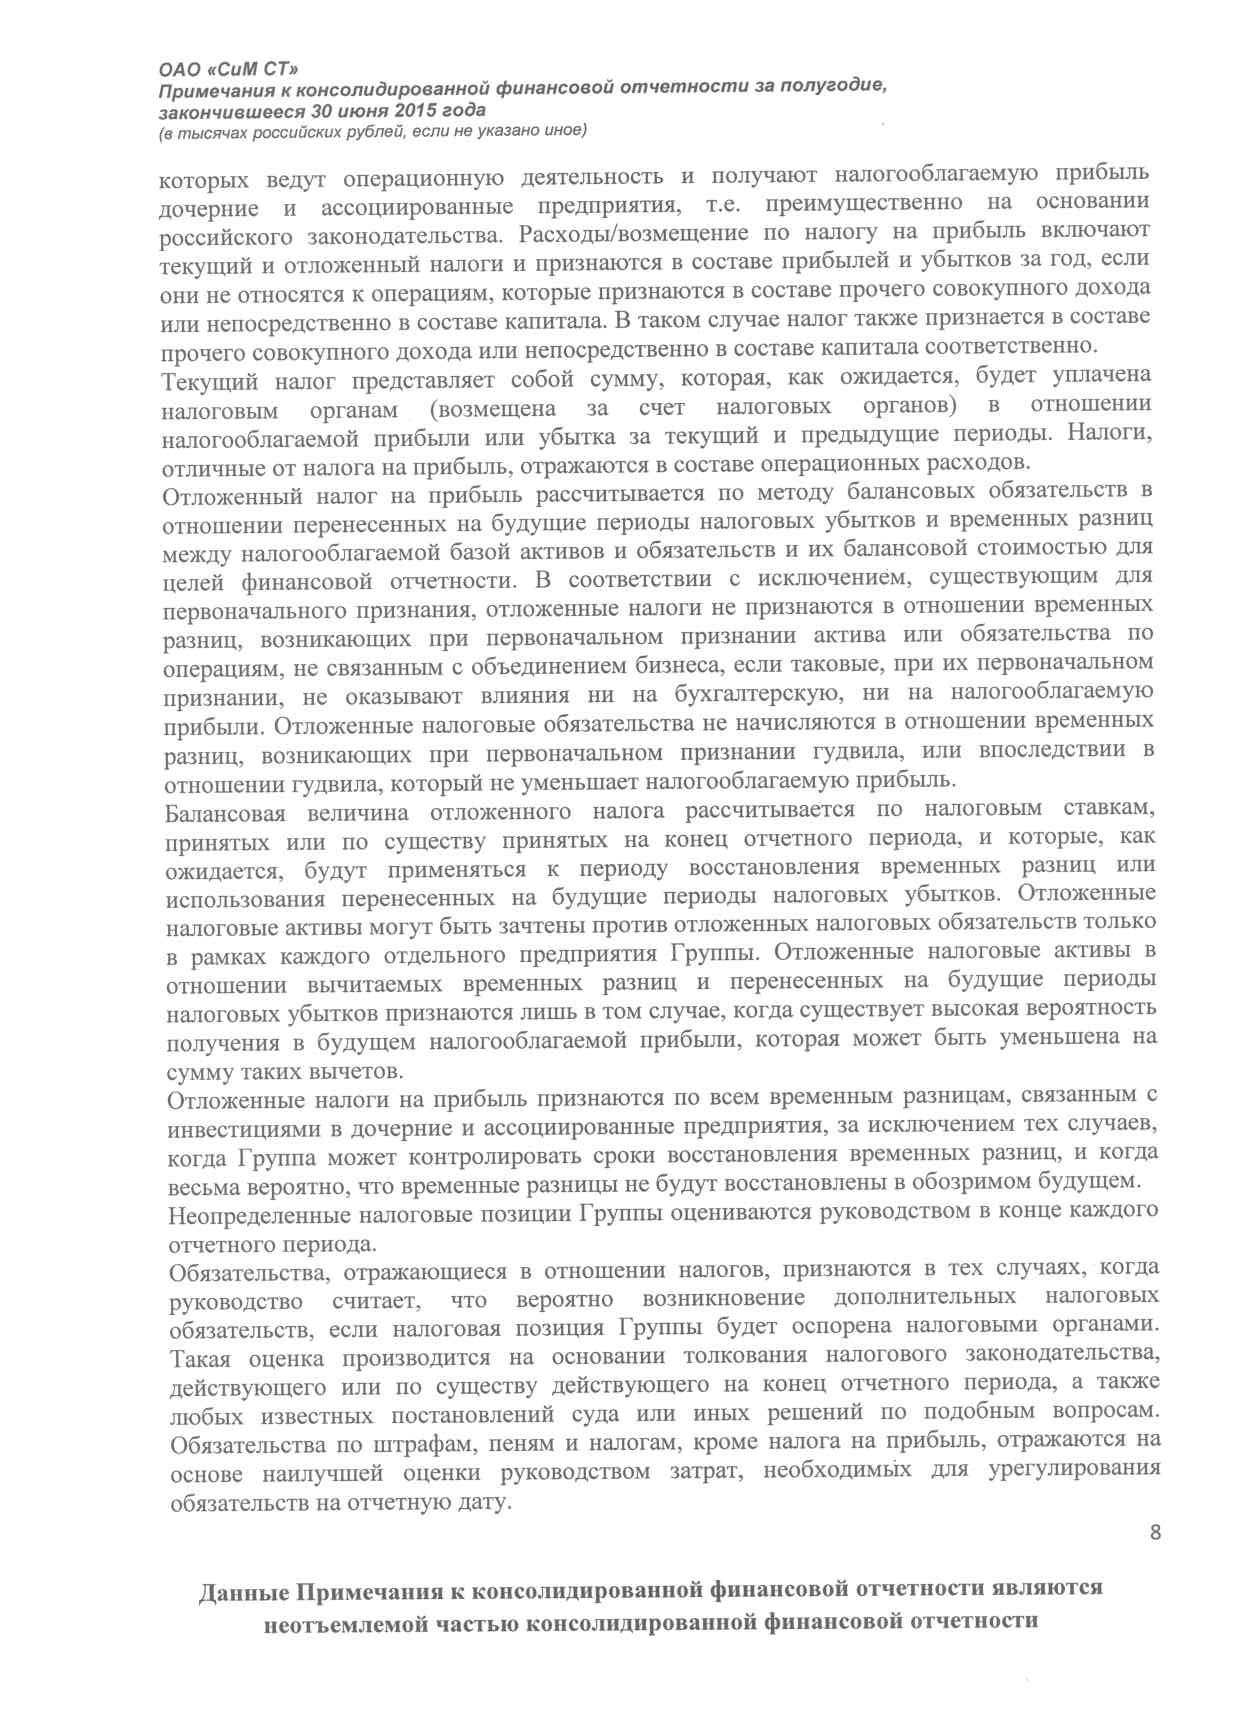 ОАО «СиМ СТ»
Примечания к консолидированной финансовой отчетности за полугодие,
закончившееся 30 июня 2015 года
(в тысячах российских рублей, если не указано иное)
которых ведут операционную деятельность и получают налогооблагаемую прибыль
дочерние и ассоциированные предприятия, т.е. преимущественно на основании
российского законодательства. Расходы/возмещение по налогу на прибыль включают
текущий и отложенный налоги и признаются в составе прибылей и убытков за год, если
они не относятся к операциям, которые признаются в составе прочего совокупного дохода
или непосредственно в составе капитала. В таком случае налог также признается в составе
прочего совокупного дохода или непосредственно в составе капитала соответственно.
Текущий налог представляет собой сумму, которая, как ожидается, будет уплачена
налоговым органам (возмещена за счет налоговых органов) в отношении
налогооблагаемой прибыли или убытка за текущий и предыдущие периоды. Налоги,
отличные от налога на прибыль, отражаются в составе операционных расходов.
Отложенный налог на прибыль рассчитывается по методу балансовых обязательств в
отношении перенесенных на будущие периоды налоговых убытков и временных разниц
между налогооблагаемой базой активов и обязательств и их балансовой стоимостью для
целей финансовой отчетности. В соответствии с исключением, существующим для
первоначального признания, отложенные налоги не признаются в отношении временных
разниц, возникающих при первоначальном признании актива или обязательства по
операциям, не связанным с объединением бизнеса, если таковые, при их первоначальном
признании, не оказывают влияния ни на бухгалтерскую, ни на налогооблагаемую
прибыли. Отложенные налоговые обязательства не начисляются в отношении временных
разниц, возникающих при первоначальном признании гудвила, или впоследствии в
отношении гудвила, который не уменьшает налогооблагаемую прибыль.
Балансовая величина отложенного налога рассчитывается по налоговым ставкам,
принятых или по существу принятых на конец отчетного периода, и которые, как
ожидается, будут применяться к периоду восстановления временных разниц или
использования перенесенных на будущие периоды налоговых убытков. Отложенные
налоговые активы могут быть зачтены против отложенных налоговых обязательств только
в рамках каждого отдельного предприятия Группы. Отложенные налоговые активы в
отношении вычитаемых временных разниц и перенесенных на будущие периоды
налоговых убытков признаются лишь в том случае, когда существует высокая вероятность
получения в будущем налогооблагаемой прибыли, которая может быть уменьшена на
сумму таких вычетов.
Отложенные налоги на прибыль признаются по всем временным разницам, связанным с
инвестициями в дочерние и ассоциированные предприятия, за исключением тех случаев,
когда Группа может контролировать сроки восстановления временных разниц, и когда
весьма вероятно, что временные разницы не будут восстановлены в обозримом будущем.
Неопределенные налоговые позиции Группы оцениваются руководством в конце каждого
отчетного периода.
Обязательства, отражающиеся в отношении налогов, признаются в тех случаях, когда
руководство считает, что вероятно возникновение дополнительных налоговых
обязательств, если налоговая позиция Группы будет оспорена налоговыми органами.
Такая оценка производится на основании толкования налогового законодательства,
действующего или по существу действующего на конец отчетного периода, а также
любых известных постановлений суда или иных решений по подобным вопросам.
Обязательства по штрафам, пеням и налогам, кроме налога на прибыль, отражаются на
основе наилучшей оценки руководством затрат, необходимых для урегулирования
обязательств на отчетную дату.
8
Данные Примечания к консолидированной финансовой отчетности являются
неотъемлемой частью консолидированной финансовой отчетности